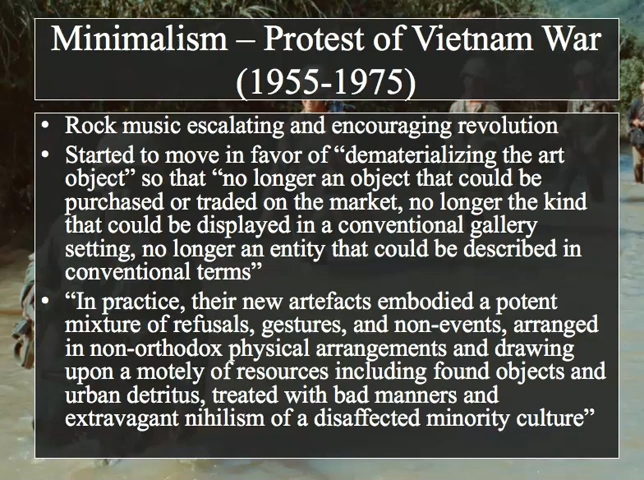 Minimalism – Protest of Vietnam War
(1955-1975)
• Rock music escalating and encouraging revolution
• Started to move in favor of “dematerializing the art
object” so that “no longer an object that could be
purchased or traded on the market, no longer the kind
that could be displayed in a conventional gallery
setting, no longer an entity that could be described in
conventional terms”
• “In practice, their new artefacts embodied a potent
mixture of refusals, gestures, and non-events, arranged
in non-orthodox physical arrangements and drawing
upon a motely of resources including found objects and
urban detritus, treated with bad manners and
extravagant nihilism of a disaffected minority culture”